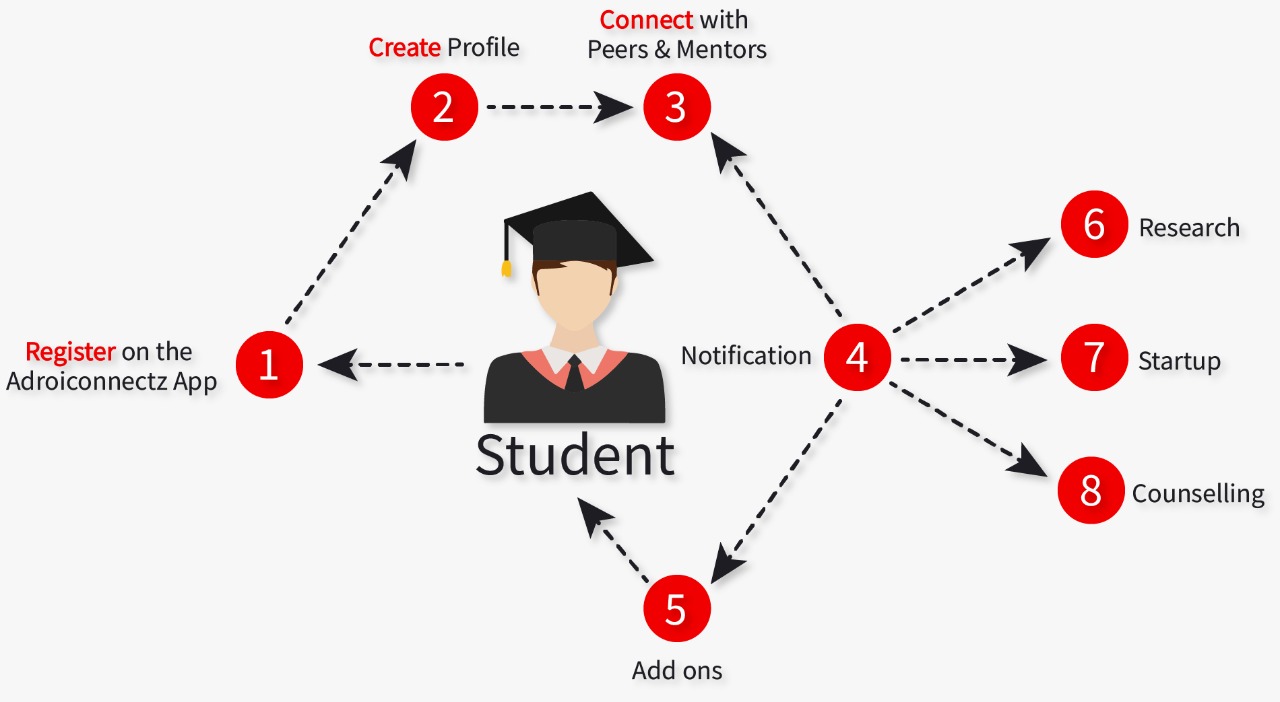 Connect with
Peers & Mentors
Create Profile
2
3
6
Research
Register on the
Adroiconnectz App
1
Notification
4
7
Startup
Student
8
Counselling
5
Add ons